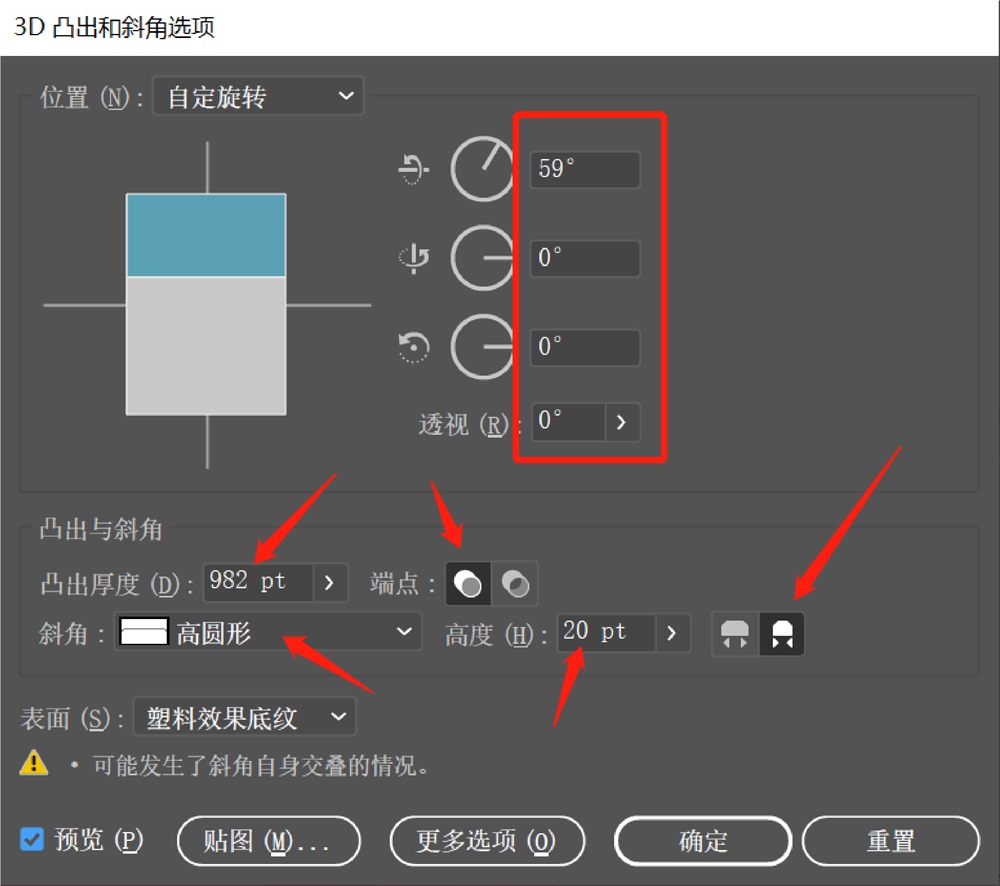 3D 凸出和斜角选项
位置 (N) : 自定旋转
59°
0°
0°
透视 (R) : 0°
凸出与斜角
凸出厚度 (D) : 982 pt 端点 :
斜角 : 高圆形 高度 (H) : 20 pt
表面 (S) : 塑料效果底纹
• 可能发生了斜角自身交叠的情况。
预览 (P) 贴图 (M)... 更多选项 (O) 确定 重置